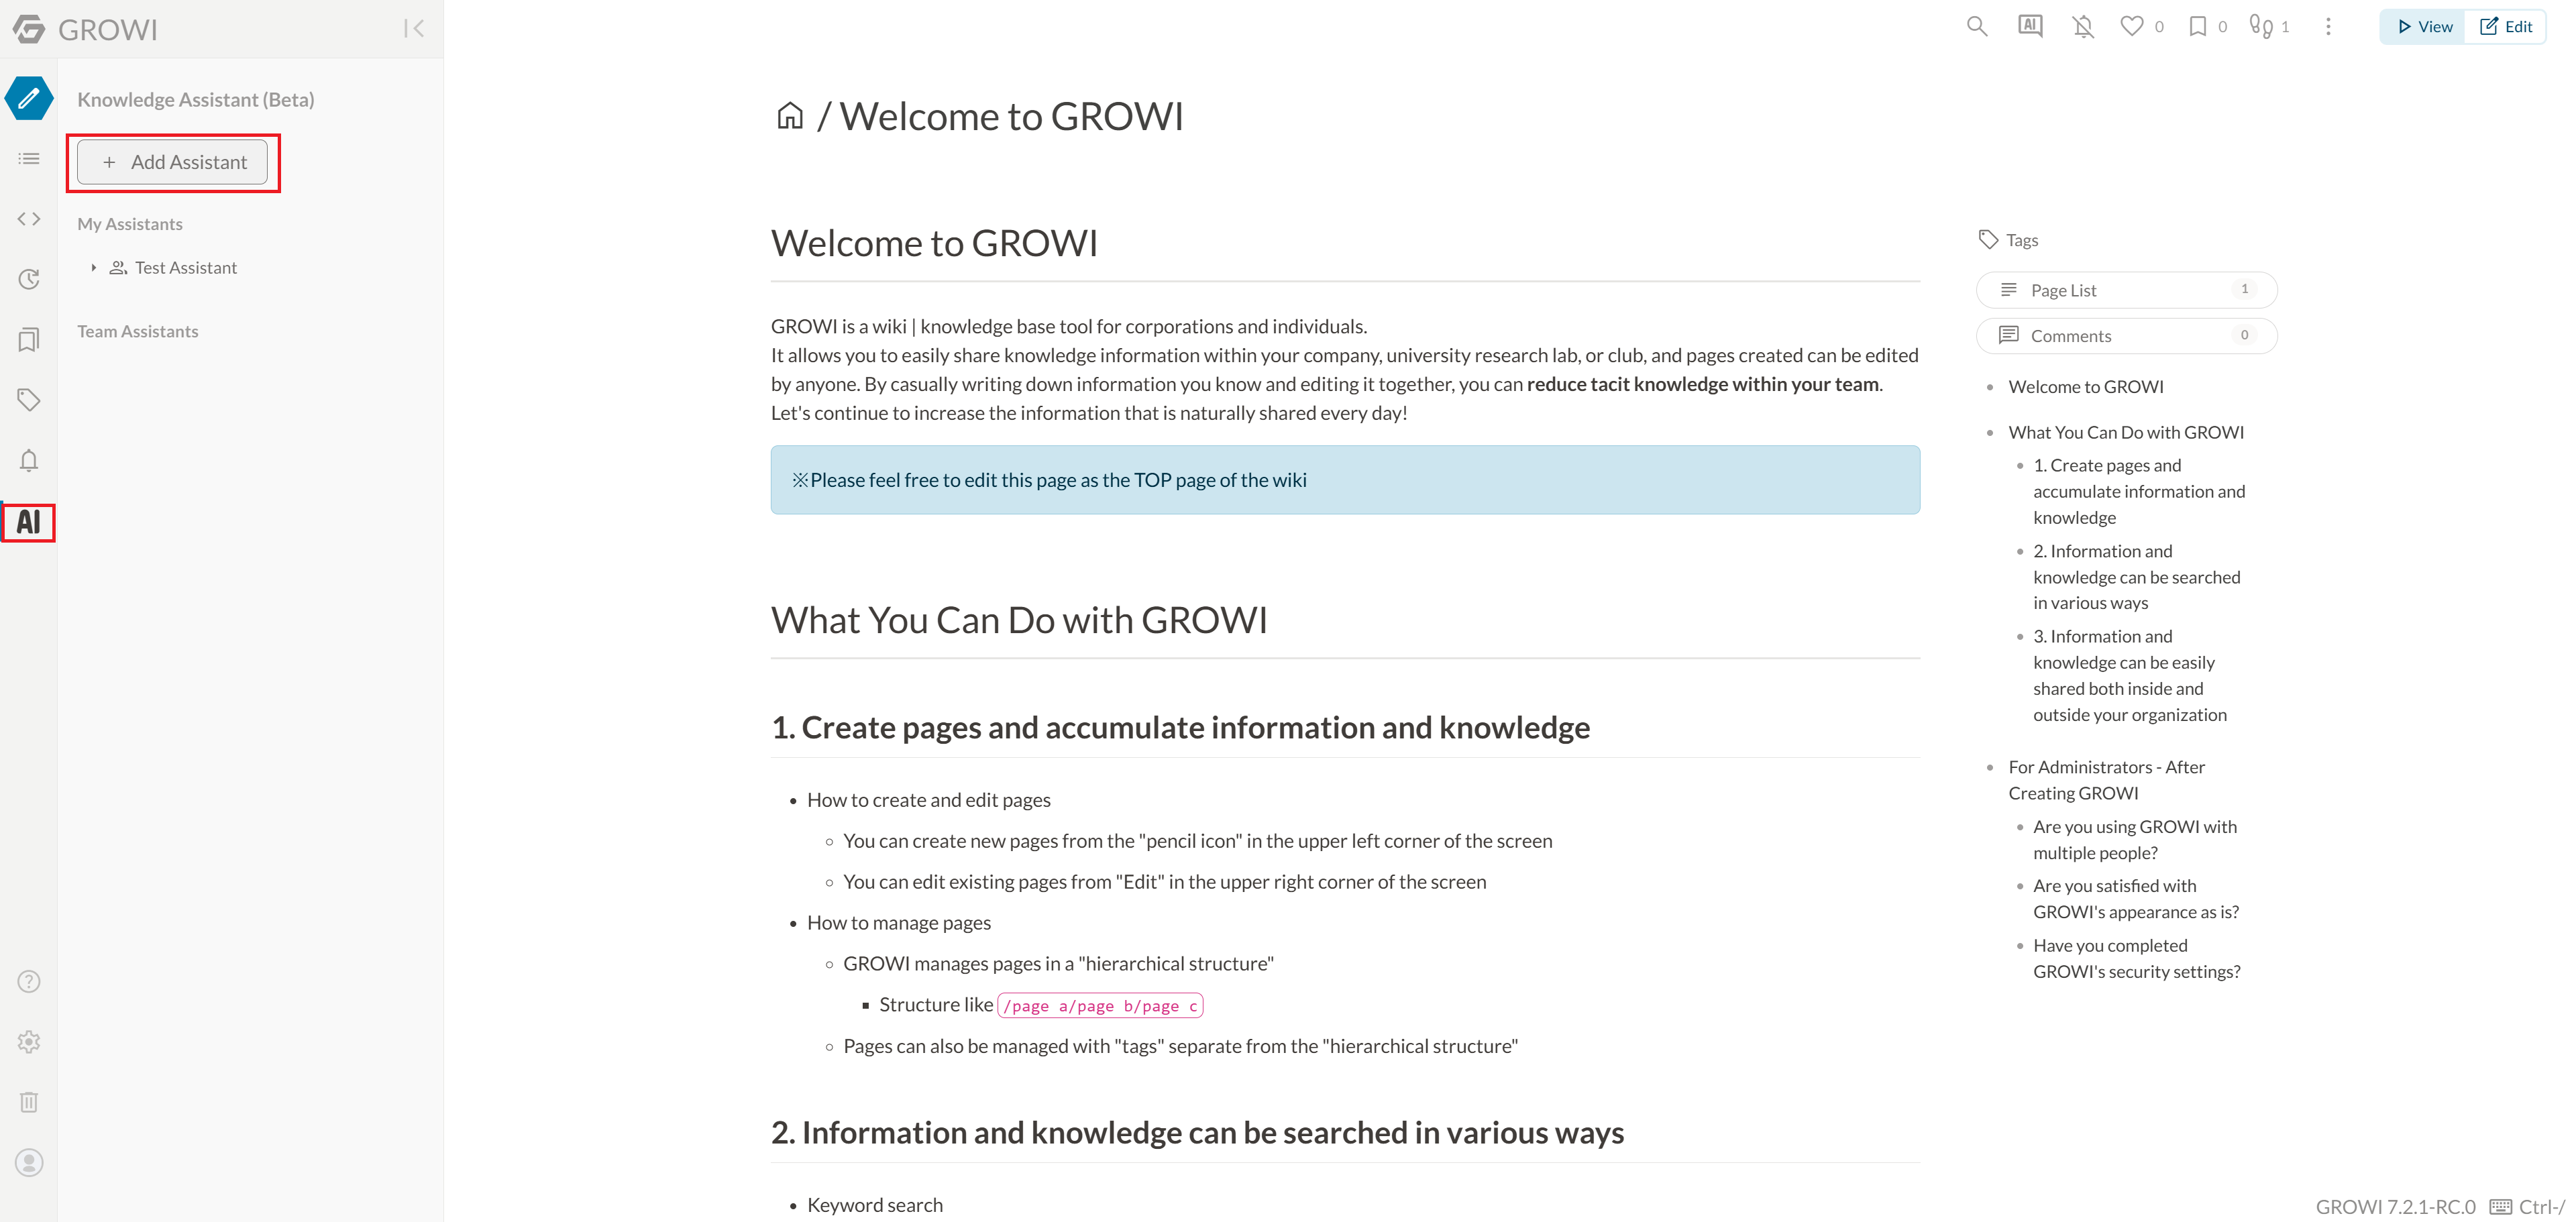 GROWI
Knowledge Assistant (Beta)
+ Add Assistant
My Assistants
Test Assistant
Team Assistants
AI
AI
0
0
1
View
Edit
/ Welcome to GROWI
Welcome to GROWI
GROWI is a wiki | knowledge base tool for corporations and individuals.
It allows you to easily share knowledge information within your company, university research lab, or club, and pages created can be edited
by anyone. By casually writing down information you know and editing it together, you can reduce tacit knowledge within your team.
Let's continue to increase the information that is naturally shared every day!
※Please feel free to edit this page as the TOP page of the wiki
What You Can Do with GROWI
1. Create pages and accumulate information and knowledge
How to create and edit pages
You can create new pages from the "pencil icon" in the upper left corner of the screen
You can edit existing pages from "Edit" in the upper right corner of the screen
How to manage pages
GROWI manages pages in a "hierarchical structure"
Structure like /page a/page b/page c
Pages can also be managed with "tags" separate from the "hierarchical structure"
2. Information and knowledge can be searched in various ways
Keyword search
Tags
Page List 1
Comments 0
Welcome to GROWI
What You Can Do with GROWI
1. Create pages and
accumulate information and
knowledge
2. Information and
knowledge can be searched
in various ways
3. Information and
knowledge can be easily
shared both inside and
outside your organization
For Administrators - After
Creating GROWI
Are you using GROWI with
multiple people?
Are you satisfied with
GROWI's appearance as is?
Have you completed
GROWI's security settings?
GROWI 7.2.1-RC.0 Ctrl-/